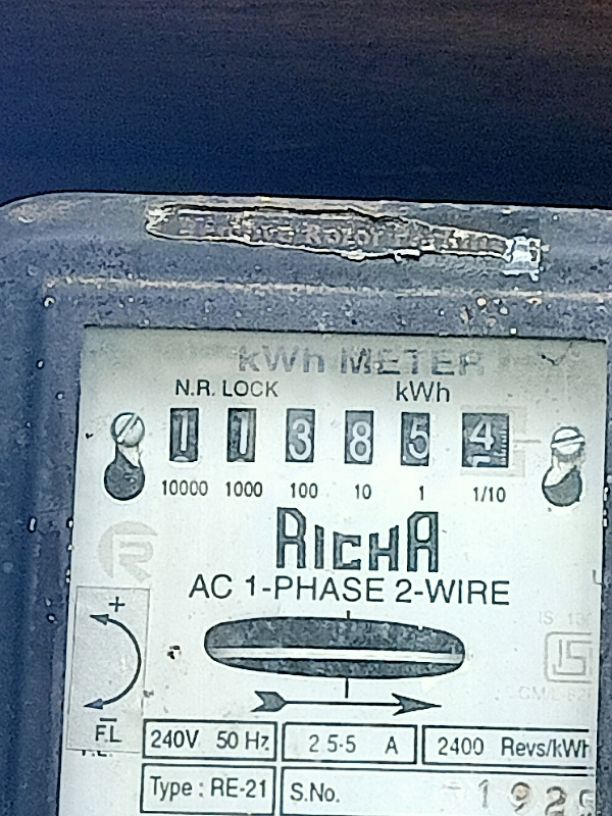 kWh METER
N.R. LOCK kWh
1 1 3 8 5 4
10000 1000 100 10 1 1/10
RICHA
AC 1-PHASE 2-WIRE
+
F.L
240V 50 Hz 2 5-5 A 2400 Revs/kWh
Type : RE-21 S.No. 192